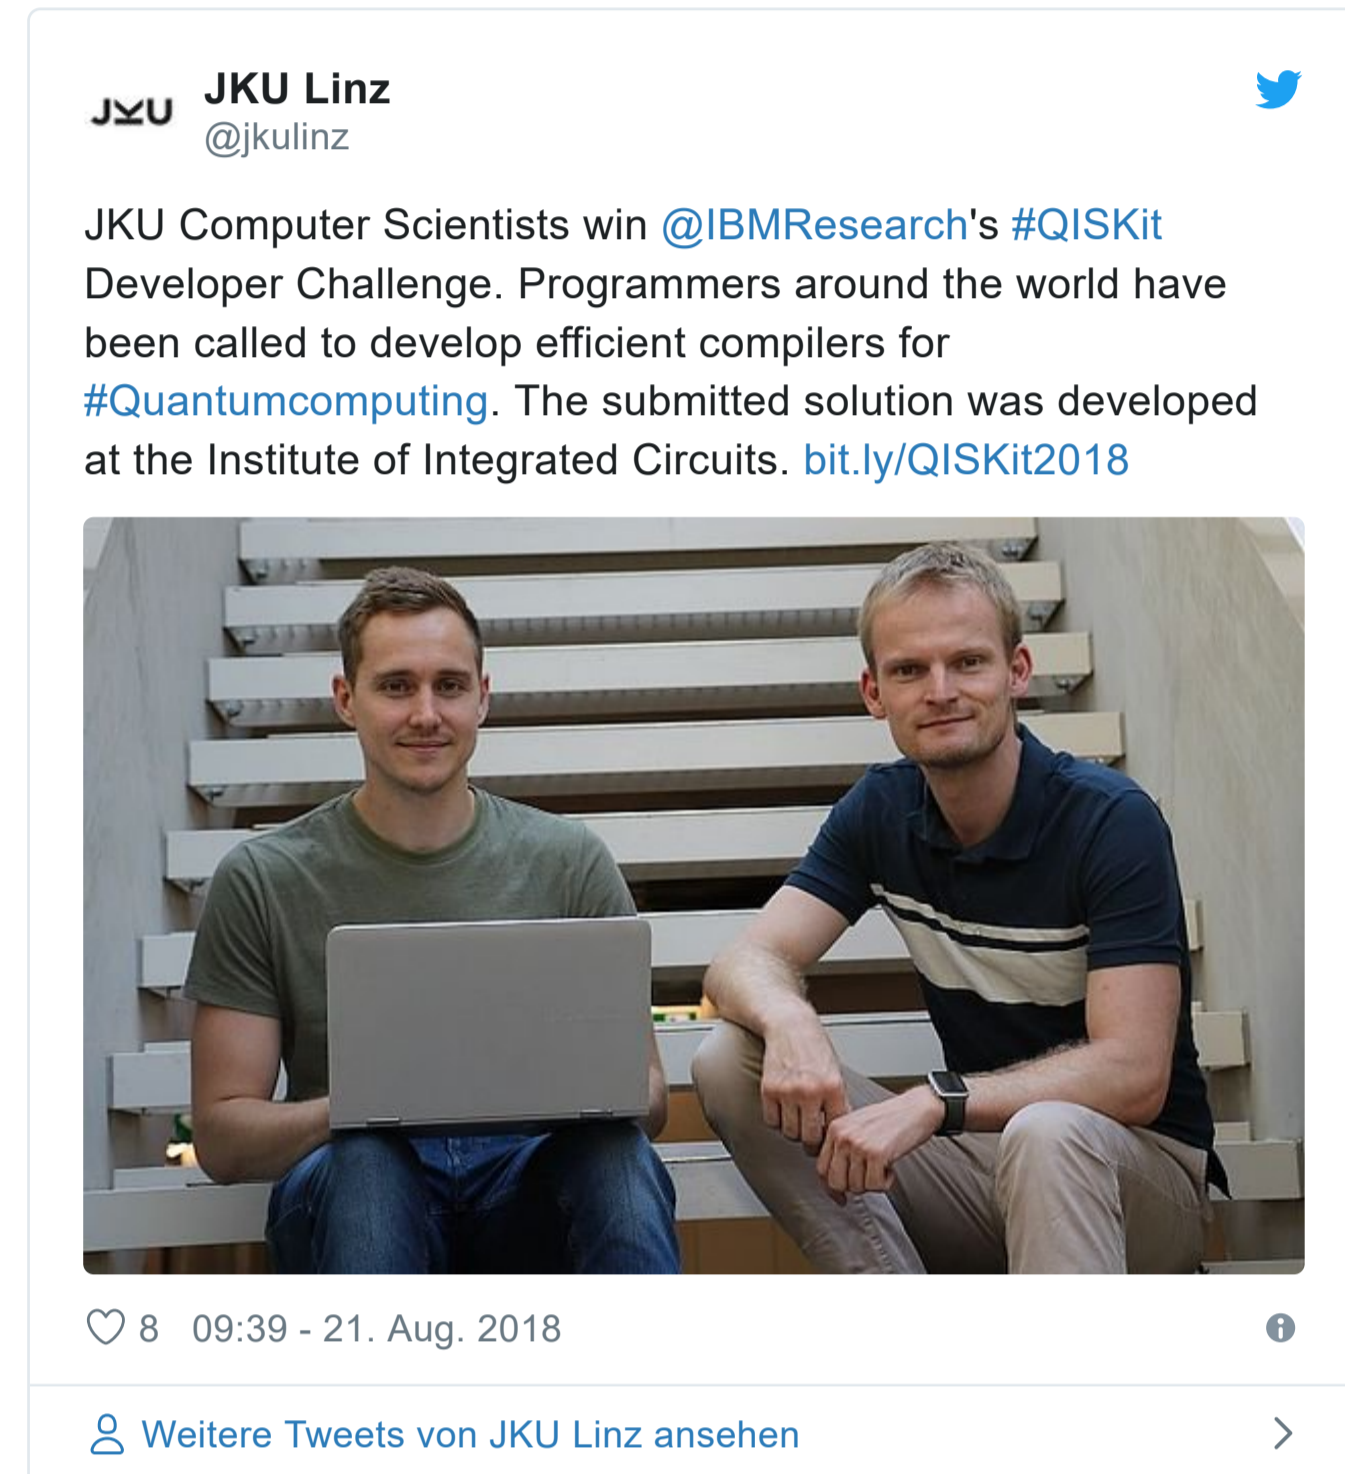 JKU
JKU Linz
@jkulinz
JKU Computer Scientists win @IBMResearch's #QISKit
Developer Challenge. Programmers around the world have
been called to develop efficient compilers for
#Quantumcomputing. The submitted solution was developed
at the Institute of Integrated Circuits. bit.ly/QISKit2018
8 09:39 - 21. Aug. 2018
Weitere Tweets von JKU Linz ansehen